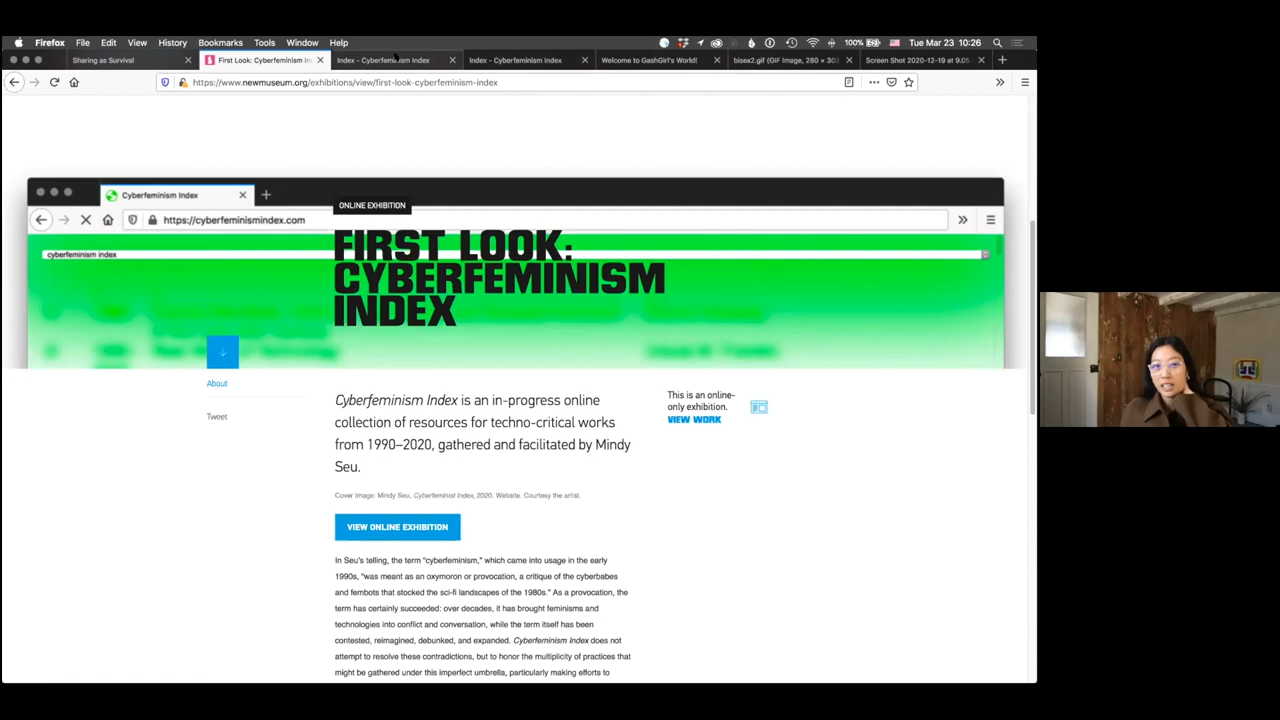 Firefox File Edit View History Bookmarks Tools Window Help 100% Tue Mar 23 10:26
Sharing as Survival First Look: Cyberfeminism In Index - Cyberfeminism Index Index - Cyberfeminism Index Welcome to GashGirl's World! bisex2.gif (GIF Image, 280 × 30 Screen Shot 2020-12-19 at 9.05
https://www.newmuseum.org/exhibitions/view/first-look-cyberfeminism-index
Cyberfeminism Index
ONLINE EXHIBITION
https://cyberfeminismindex.com
cyberfeminism index
FIRST LOOK:
CYBERFEMINISM
INDEX
About
Tweet
Cyberfeminism Index is an in-progress online
collection of resources for techno-critical works
from 1990–2020, gathered and facilitated by Mindy
Seu.
This is an online-
only exhibition.
VIEW WORK
Cover Image: Mindy Seu, Cyberfeminist Index, 2020. Website. Courtesy the artist.
VIEW ONLINE EXHIBITION
In Seu's telling, the term "cyberfeminism," which came into usage in the early
1990s, "was meant as an oxymoron or provocation, a critique of the cyberbabes
and fembots that stocked the sci-fi landscapes of the 1980s." As a provocation, the
term has certainly succeeded: over decades, it has brought feminisms and
technologies into conflict and conversation, while the term itself has been
contested, reimagined, debunked, and expanded. Cyberfeminism Index does not
attempt to resolve these contradictions, but to honor the multiplicity of practices that
might be gathered under this imperfect umbrella, particularly making efforts to